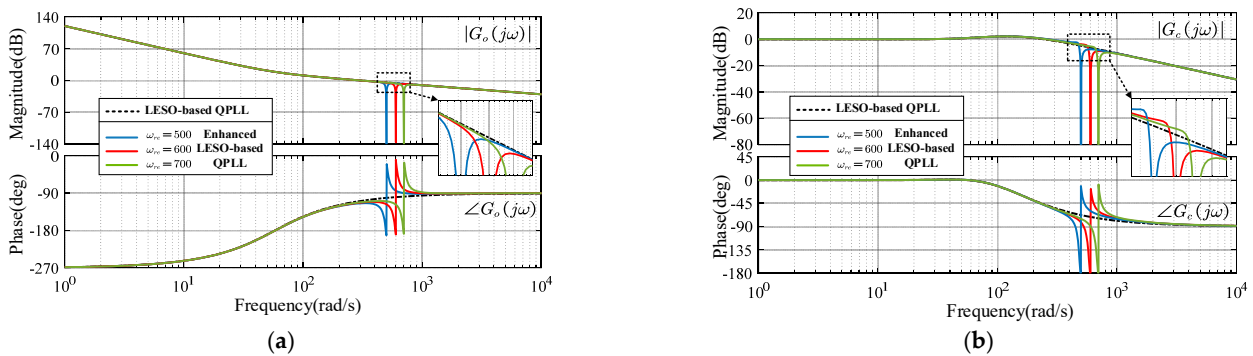 140
70
0
-70
-140
Magnitude(dB)
|G_o(jω)|
LESO-based QPLL
ω_re = 500 Enhanced
ω_re = 600 LESO-based
ω_re = 700 QPLL
0
-90
-180
-270
Phase(deg)
∠G_o(jω)
10^0 10^1 10^2 10^3 10^4
Frequency(rad/s)
(a)
20
0
-20
-40
-60
-80
Magnitude(dB)
|G_c(jω)|
LESO-based QPLL
ω_re = 500 Enhanced
ω_re = 600 LESO-based
ω_re = 700 QPLL
45
0
-45
-90
-135
-180
Phase(deg)
∠G_c(jω)
10^0 10^1 10^2 10^3 10^4
Frequency(rad/s)
(b)